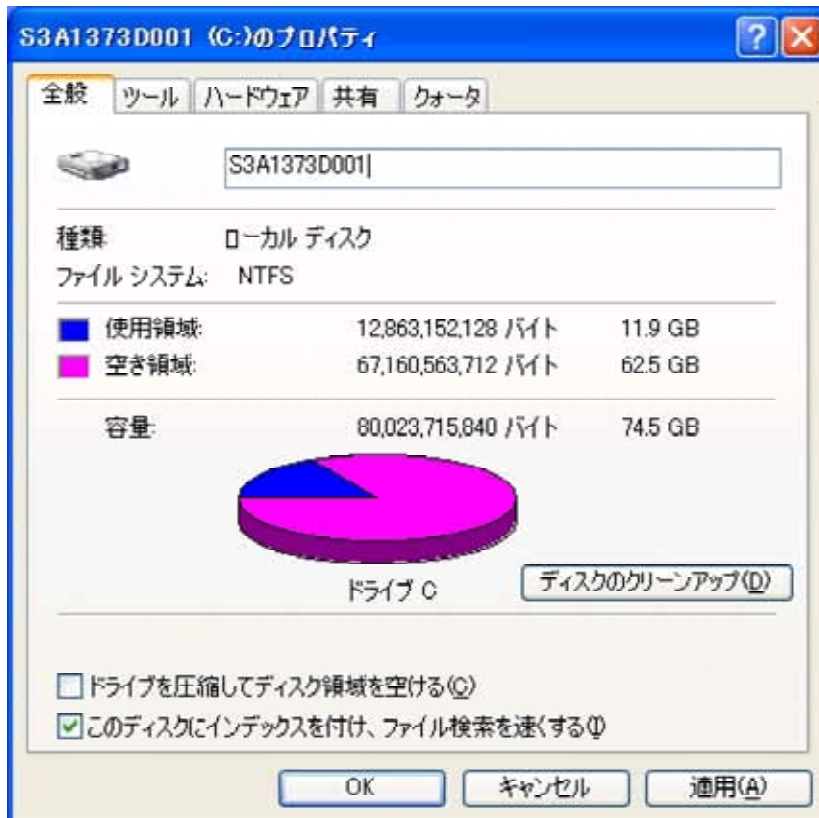 S3A1373D001 (C:)のプロパティ
全般 ツール ハードウェア 共有 クォータ
S3A1373D001
種類: ローカル ディスク
ファイル システム: NTFS
使用領域: 12,863,152,128 バイト 11.9 GB
空き領域: 67,160,563,712 バイト 62.5 GB
容量: 80,023,715,840 バイト 74.5 GB
ドライブ C
ディスクのクリーンアップ(D)
ドライブを圧縮してディスク領域を空ける(C)
このディスクにインデックスを付け、ファイル検索を速くする(I)
OK キャンセル 適用(A)